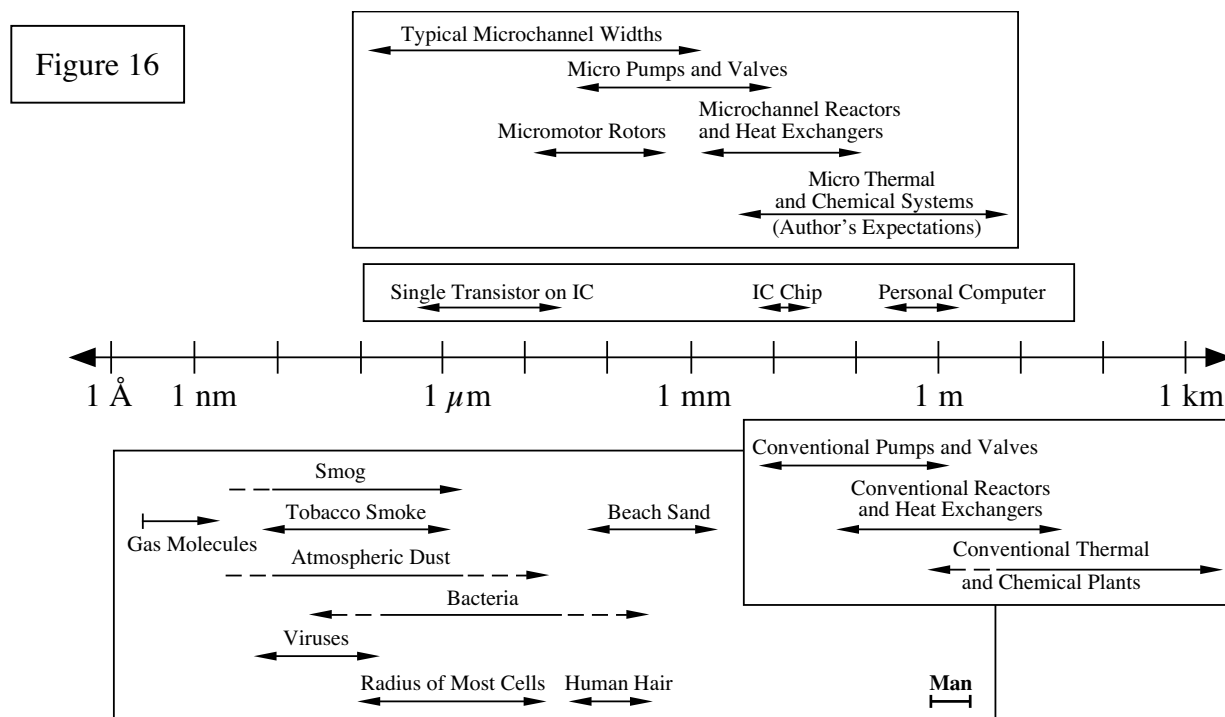 Figure 16
Typical Microchannel Widths
Micro Pumps and Valves
Microchannel Reactors
and Heat Exchangers
Micromotor Rotors
Micro Thermal
and Chemical Systems
(Author's Expectations)
Single Transistor on IC
IC Chip
Personal Computer
1 Å
1 nm
1 µm
1 mm
1 m
1 km
Conventional Pumps and Valves
Conventional Reactors
and Heat Exchangers
Conventional Thermal
and Chemical Plants
Smog
Tobacco Smoke
Beach Sand
Gas Molecules
Atmospheric Dust
Bacteria
Viruses
Radius of Most Cells
Human Hair
Man